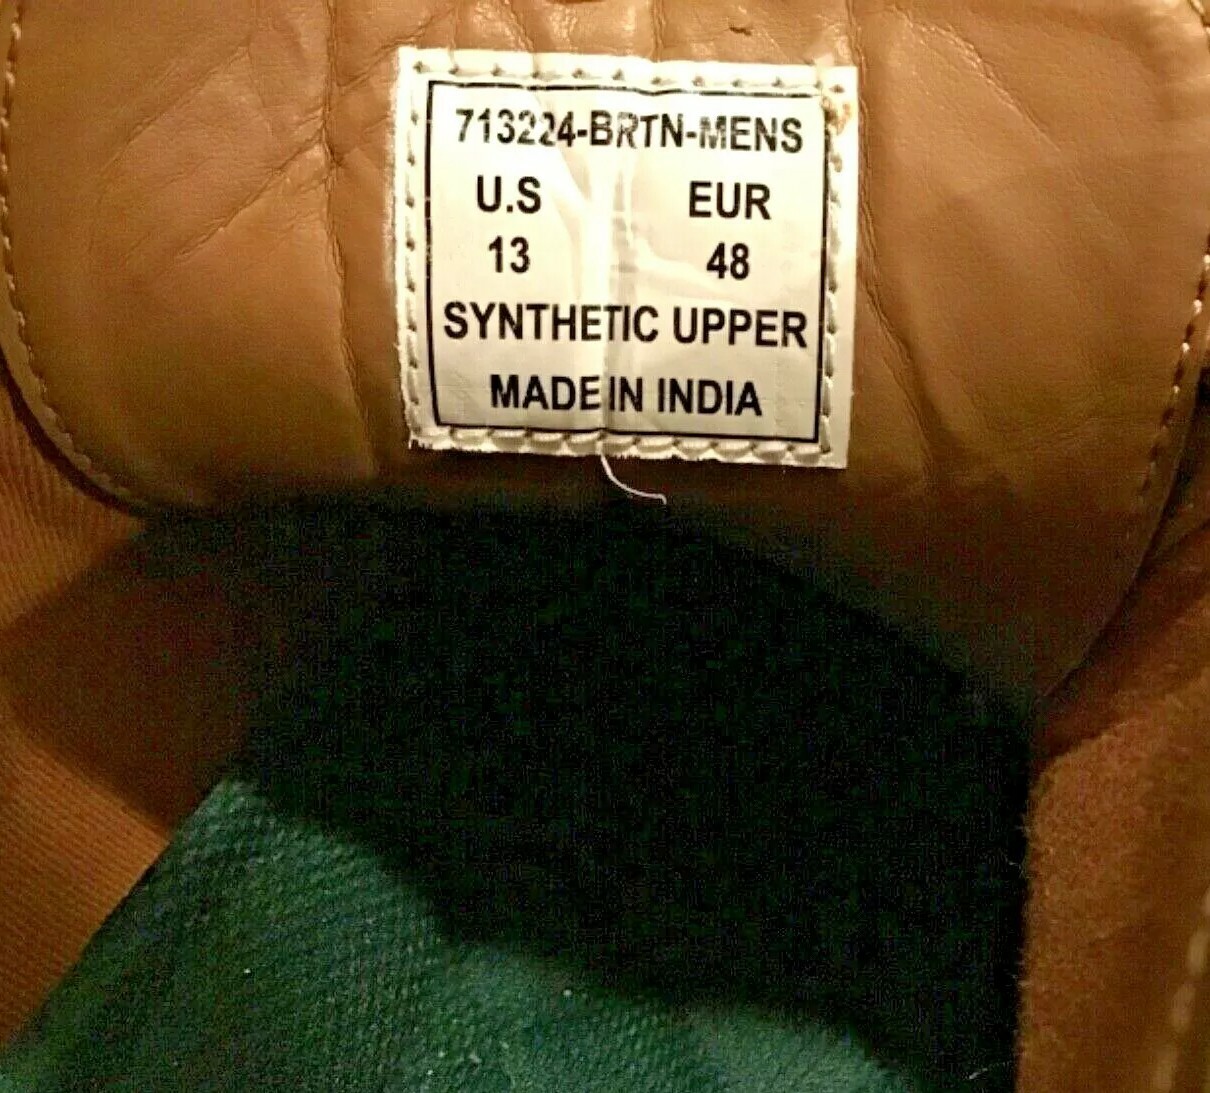 713224-BRTN-MENS
U.S EUR
13 48
SYNTHETIC UPPER
MADE IN INDIA